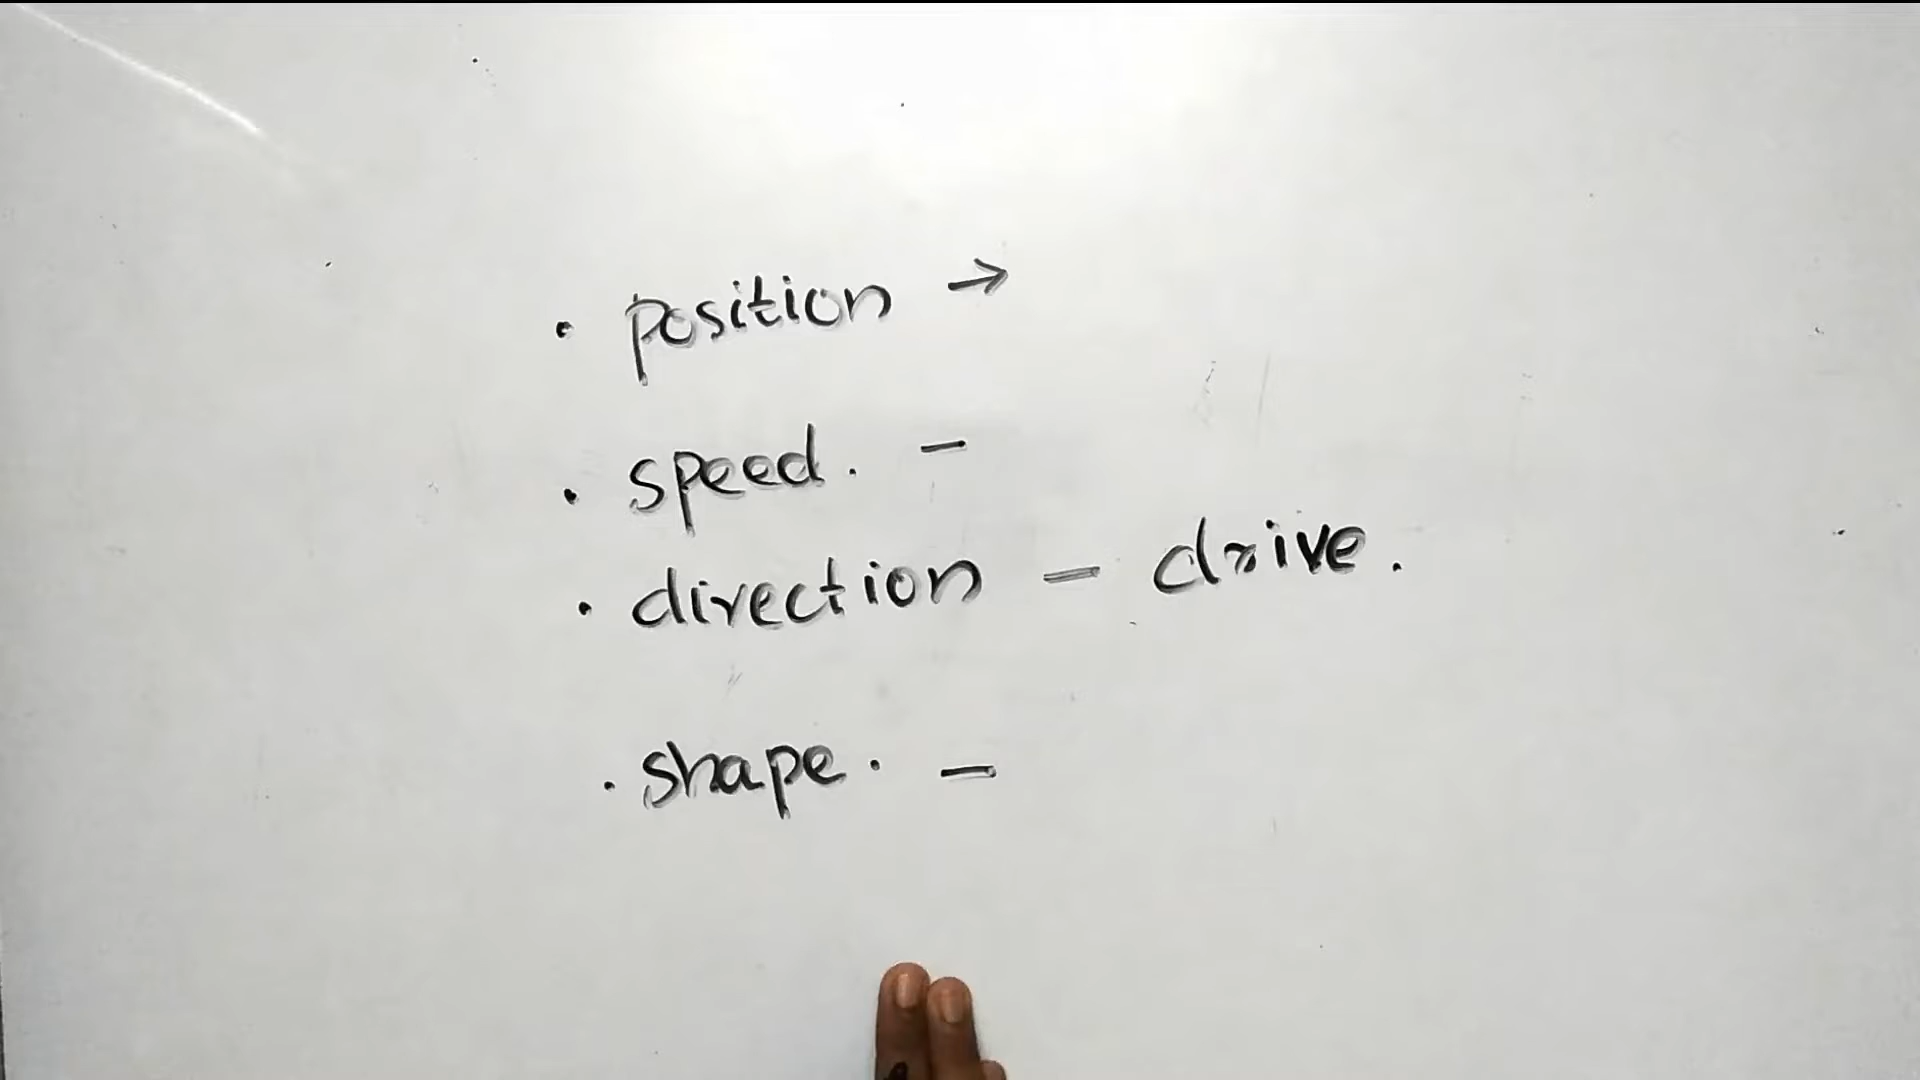 • position →
• speed. –
• direction – drive.
• shape. –